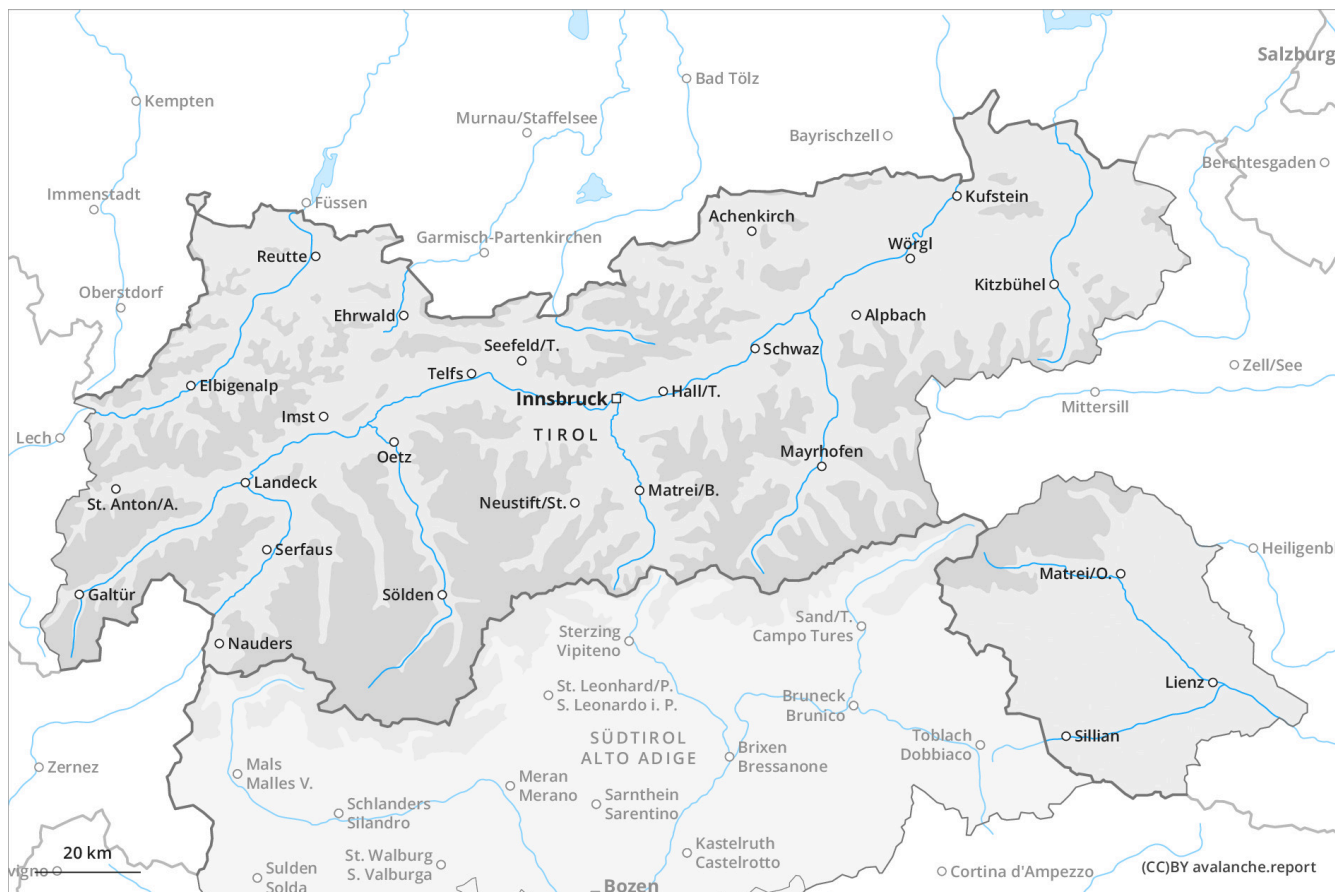 Salzburg
Bad Tölz
Kempten
Murnau/Staffelsee
Bayrischzell
Berchtesgaden
Immenstadt
Füssen
Kufstein
Achenkirch
Garmisch-Partenkirchen
Wörgl
Reutte
Kitzbühel
Oberstdorf
Ehrwald
Alpbach
Seefeld/T.
Schwaz
Zell/See
Telfs
Elbigenalp
Innsbruck
Hall/T.
Mittersill
Imst
TIROL
Lech
Oetz
Mayrhofen
Landeck
St. Anton/A.
Neustift/St.
Matrei/B.
Serfaus
Heiligenb
Matrei/O.
Galtür
Sölden
Sand/T.
Campo Tures
Sterzing
Vipiteno
Nauders
Lienz
St. Leonhard/P.
S. Leonardo i. P.
Bruneck
Brunico
Sillian
SÜDTIROL
ALTO ADIGE
Toblach
Dobbiaco
Brixen
Bressanone
Zernez
Mals
Malles V.
Meran
Merano
Schlanders
Silandro
Sarnthein
Sarentino
Kastelruth
Castelrotto
20 km
St. Walburg
S. Valburga
vigno
Sulden
Solda
Cortina d'Ampezzo
(CC)BY avalanche.report
Bozen